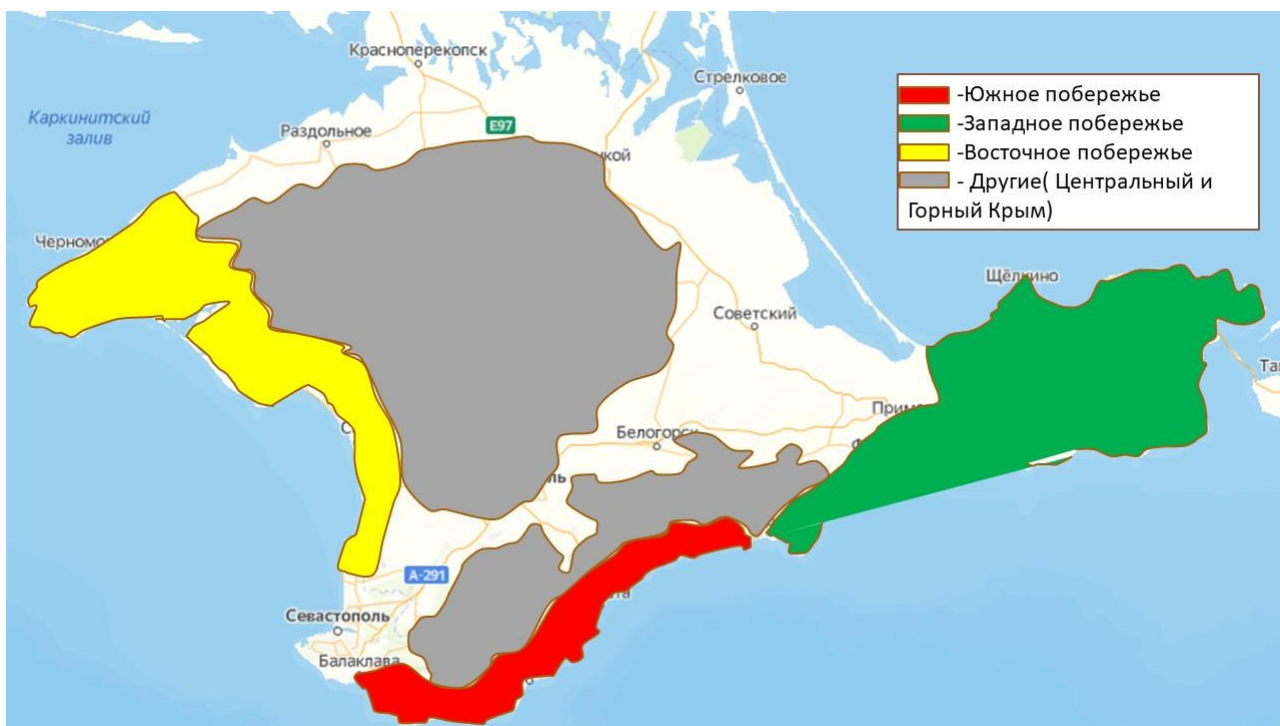 Красноперекопск
Стрелковое
Каркинитский
залив
Раздольное
E97
-Южное побережье
-Западное побережье
-Восточное побережье
- Другие( Центральный и
Горный Крым)
Щёлкино
Советский
Белогорск
А-291
Севастополь
Балаклава